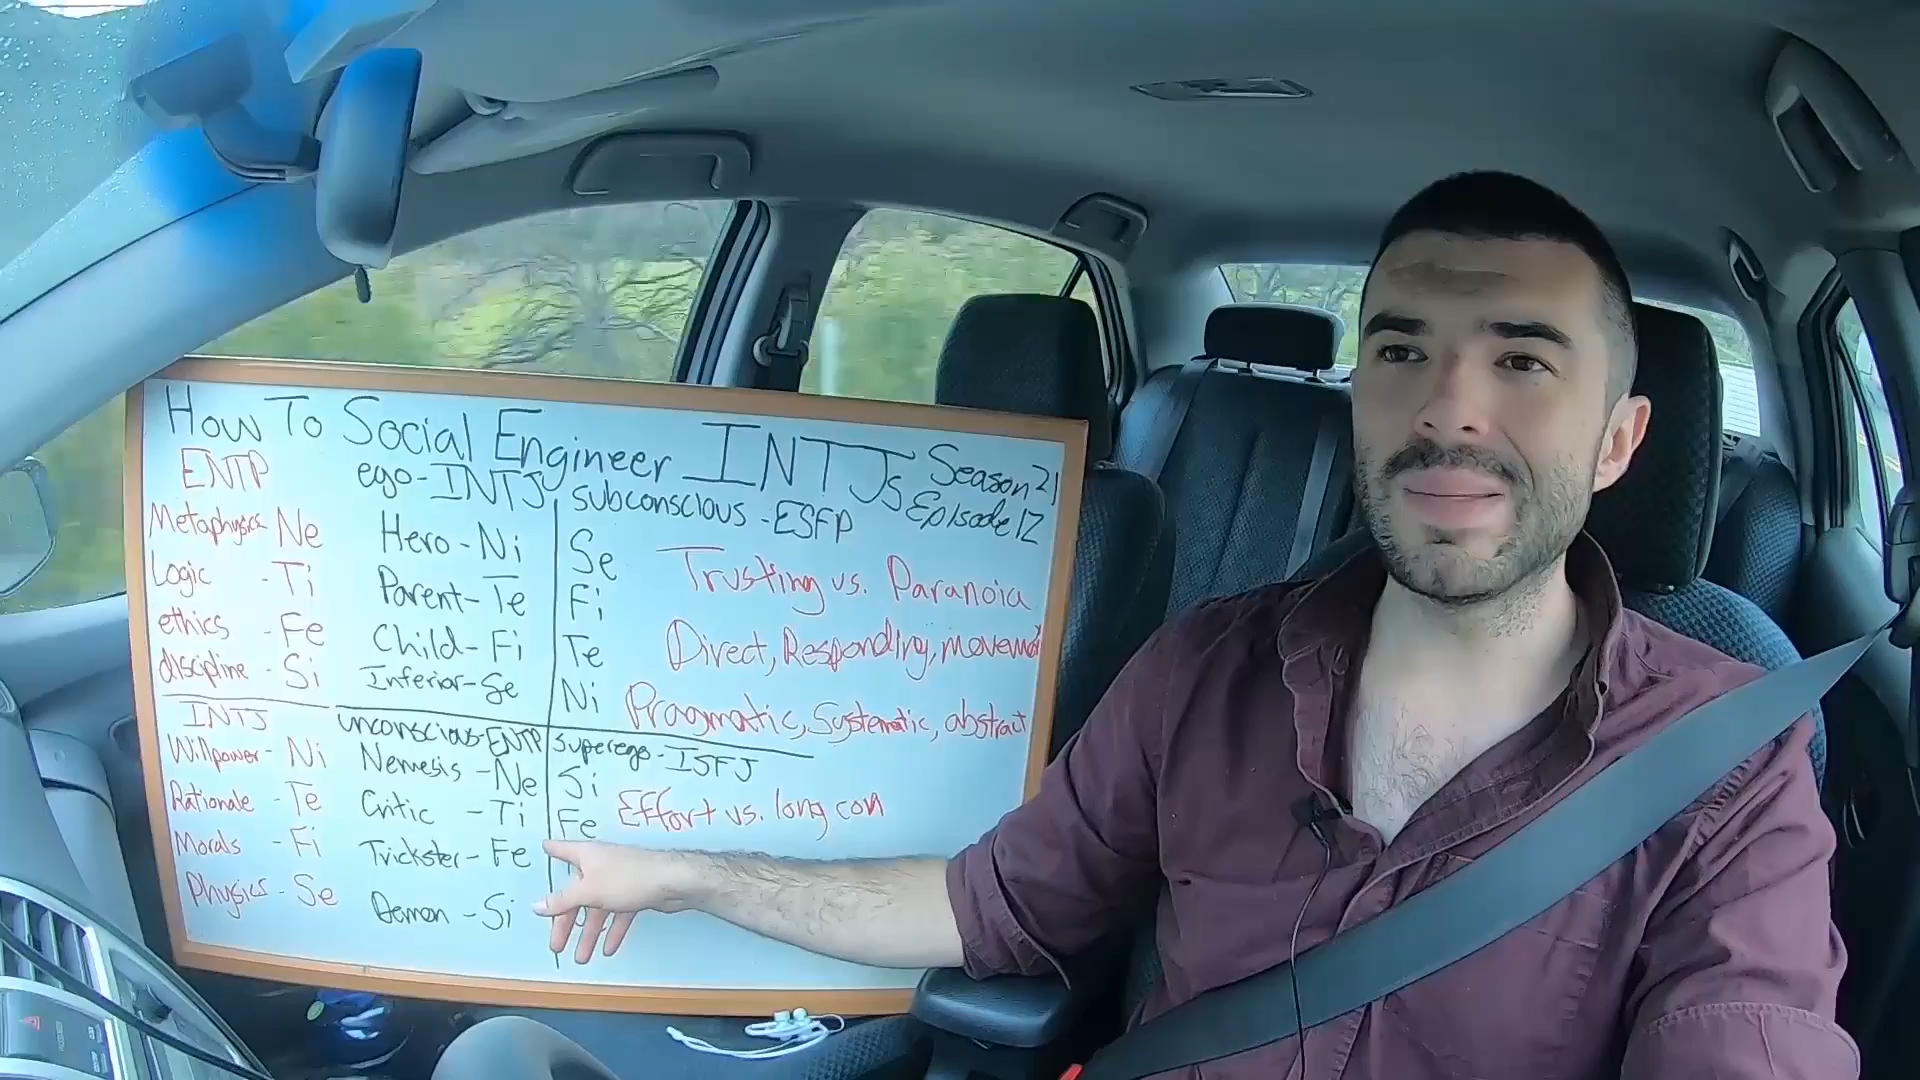 How To Social Engineer INTJs
Season 21
Episode 12
ENTP
Metaphysics Ne
Logic - Ti
ethics - Fe
discipline - Si
INTJ
Willpower - Ni
Rationale - Te
Morals - Fi
Physics - Se
ego - INTJ
Hero - Ni
Parent - Te
Child - Fi
Inferior - Se
subconscious - ESFP
Se
Fi
Te
Ni
unconscious - ENTP
Nemesis - Ne
Critic - Ti
Trickster - Fe
Demon - Si
superego - ISFJ
Si
Fe
Trusting vs. Paranoia
Direct, Responding, movement
Pragmatic, Systematic, abstract
Effort vs. long con